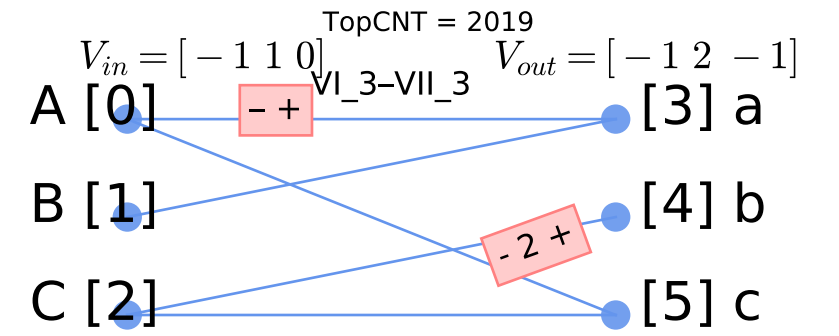 TopCNT = 2019
V_in = [ − 1 1 0] V_out = [ − 1 2 − 1]
VI_3–VII_3
A [0] – + [3] a
B [1] [4] b
- 2 +
C [2] [5] c